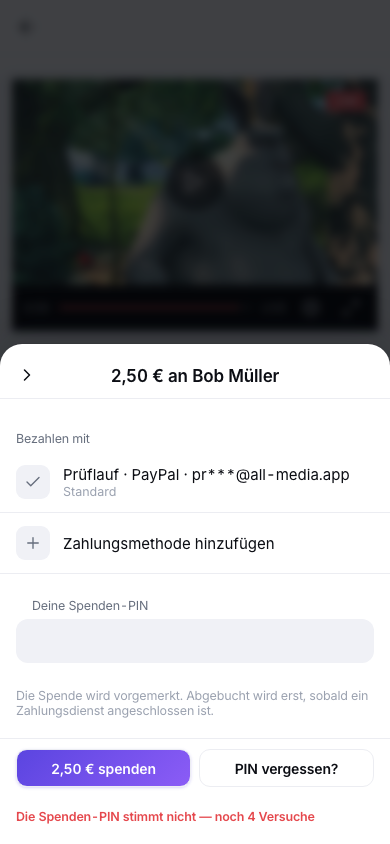 2,50 € an Bob Müller
Bezahlen mit
Prüflauf · PayPal · pr***@all-media.app
Standard
Zahlungsmethode hinzufügen
Deine Spenden-PIN
Die Spende wird vorgemerkt. Abgebucht wird erst, sobald ein
Zahlungsdienst angeschlossen ist.
2,50 € spenden
PIN vergessen?
Die Spenden-PIN stimmt nicht — noch 4 Versuche